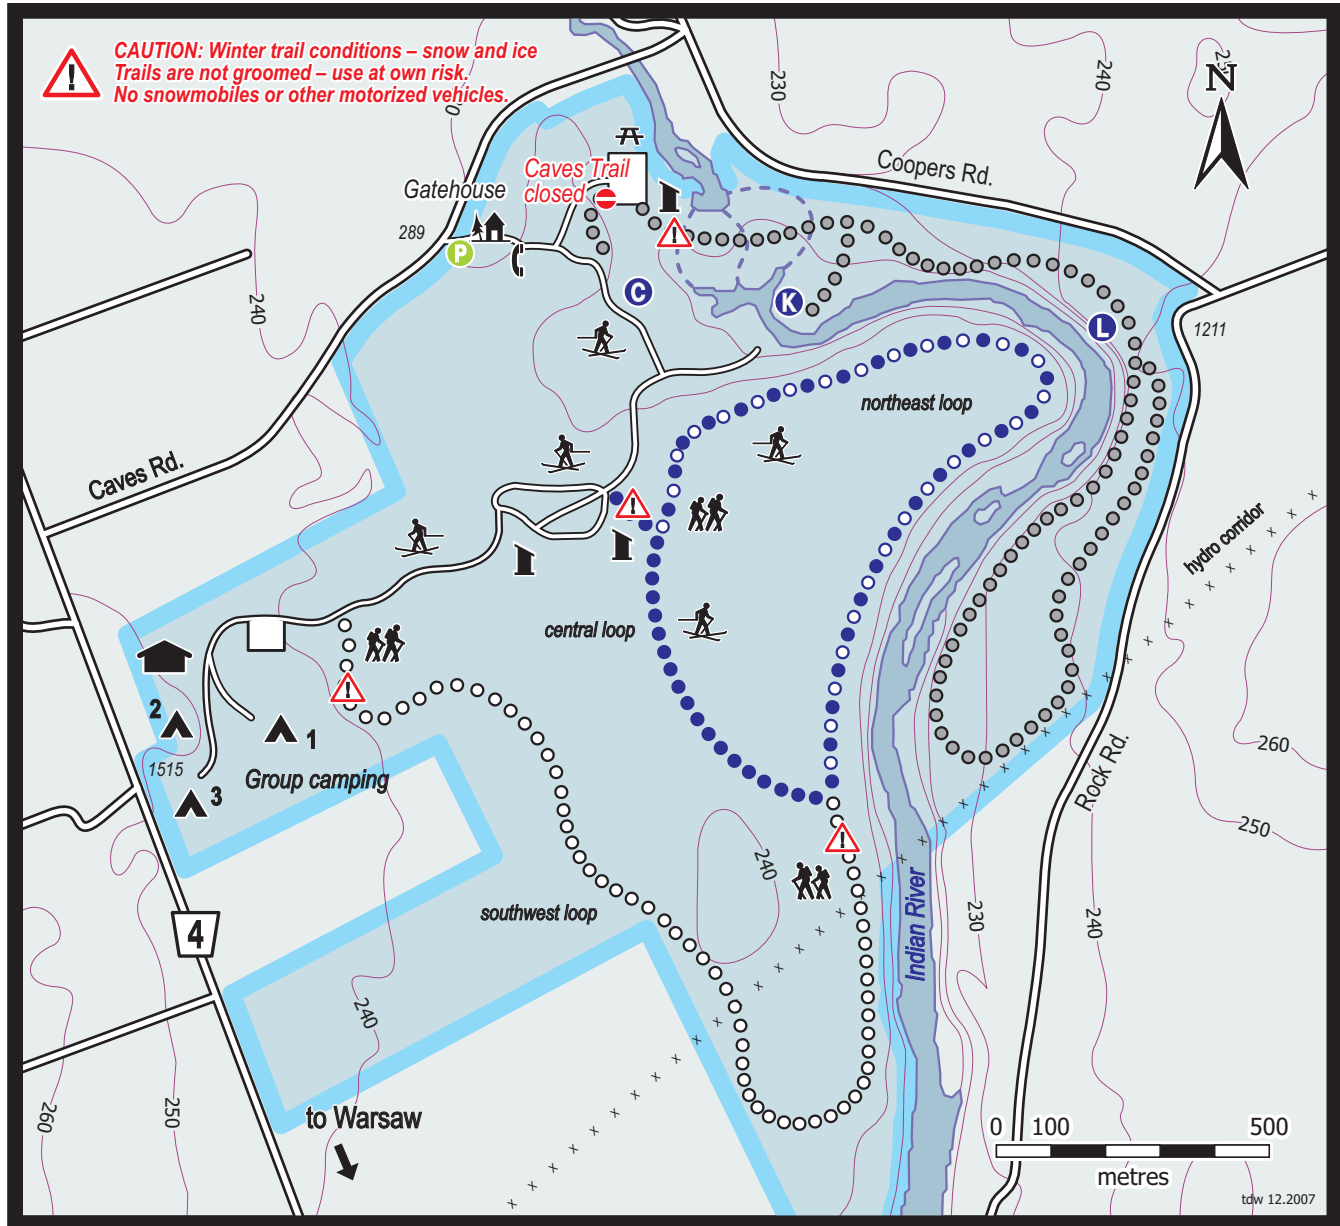 CAUTION: Winter trail conditions – snow and ice
Trails are not groomed – use at own risk.
No snowmobiles or other motorized vehicles.
N
230
240
Coopers Rd.
Caves Trail
closed
Gatehouse
289
P
C
K
L
1211
240
northeast loop
Caves Rd.
hydro corridor
central loop
2
1
1515
3
Group camping
260
Rock Rd.
250
240
southwest loop
4
Indian River
230
240
240
260
250
to Warsaw
0 100 500
metres
tdw 12.2007